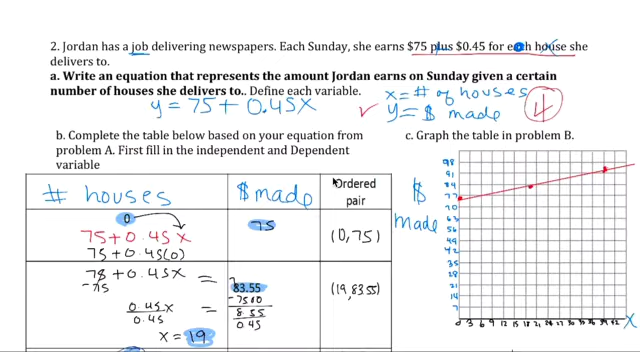 2. Jordan has a job delivering newspapers. Each Sunday, she earns $75 plus $0.45 for each house she
delivers to.
a. Write an equation that represents the amount Jordan earns on Sunday given a certain
number of houses she delivers to.. Define each variable.
x = # of houses
y = 75 + 0.45x
y = $ made
4
b. Complete the table below based on your equation from
problem A. First fill in the independent and Dependent
variable
c. Graph the table in problem B.
# houses
$ made
Ordered
pair
0
75
75 + 0.45 x
75 + 0.45(0)
(0, 75)
75 + 0.45x =
-75
83.55
-7500
(19, 83.55)
0.45x =
0.45
8.55
0.45
x = 19
$
made
98
91
84
77
70
63
56
49
42
35
28
21
14
7
0 3 6 9 12 15 18 21 24 27 30 33 36 39 42
X